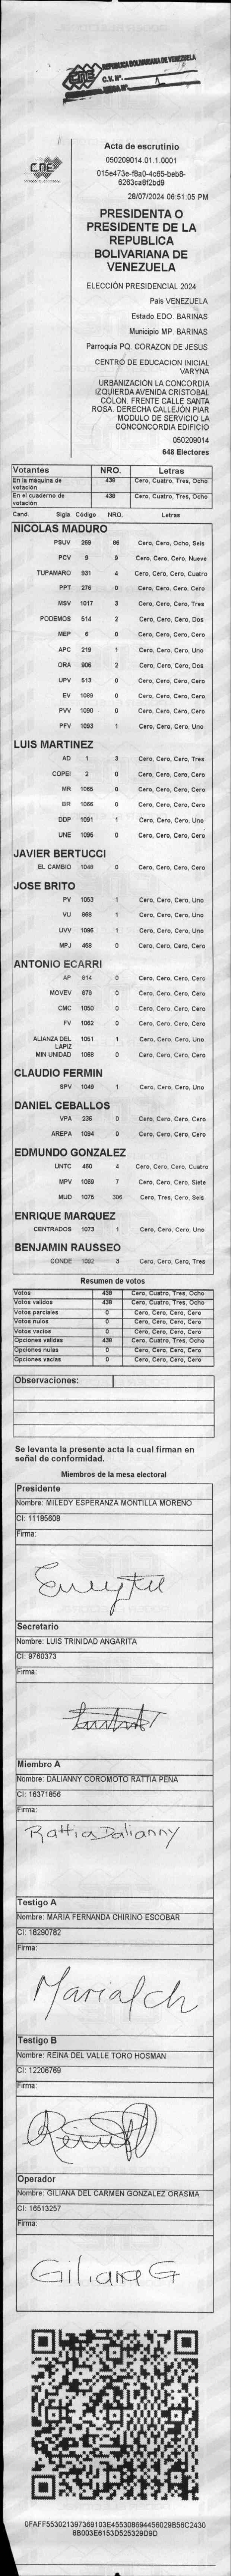 CNE REPUBLICA BOLIVARIANA DE VENEZUELA
C.V. Nº.
CNE
Acta de escrutinio
050209014.01.1.0001
015e473e-f8a0-4c65-beb8-
6263ca8f2bd9
28/07/2024 06:51:05 PM
PRESIDENTA O
PRESIDENTE DE LA
REPUBLICA
BOLIVARIANA DE
VENEZUELA
ELECCIÓN PRESIDENCIAL 2024
Pais VENEZUELA
Estado EDO. BARINAS
Municipio MP. BARINAS
Parroquia PQ. CORAZON DE JESUS
CENTRO DE EDUCACION INICIAL
VARYNA
URBANIZACION LA CONCORDIA
IZQUIERDA AVENIDA CRISTOBAL
COLON. FRENTE CALLE SANTA
ROSA. DERECHA CALLEJON PIAR
MODULO DE SERVICIO LA
CONCONCORDIA EDIFICIO
050209014
648 Electores
Votantes NRO. Letras
En la máquina de votación 438 Cero, Cuatro, Tres, Ocho
En el cuaderno de votación 438 Cero, Cuatro, Tres, Ocho
Cand. Sigla Código NRO. Letras
NICOLAS MADURO
PSUV 269 86 Cero, Cero, Ocho, Seis
PCV 9 9 Cero, Cero, Cero, Nueve
TUPAMARO 931 4 Cero, Cero, Cero, Cuatro
PPT 276 0 Cero, Cero, Cero, Cero
MSV 1017 3 Cero, Cero, Cero, Tres
PODEMOS 514 2 Cero, Cero, Cero, Dos
MEP 6 0 Cero, Cero, Cero, Cero
APC 219 1 Cero, Cero, Cero, Uno
ORA 906 2 Cero, Cero, Cero, Dos
UPV 513 0 Cero, Cero, Cero, Cero
EV 1089 0 Cero, Cero, Cero, Cero
PVV 1090 0 Cero, Cero, Cero, Cero
PFV 1093 1 Cero, Cero, Cero, Uno
LUIS MARTINEZ
AD 1 3 Cero, Cero, Cero, Tres
COPEI 2 0 Cero, Cero, Cero, Cero
MR 1065 0 Cero, Cero, Cero, Cero
BR 1066 0 Cero, Cero, Cero, Cero
DDP 1091 1 Cero, Cero, Cero, Uno
UNE 1095 0 Cero, Cero, Cero, Cero
JAVIER BERTUCCI
EL CAMBIO 1048 0 Cero, Cero, Cero, Cero
JOSE BRITO
PV 1053 1 Cero, Cero, Cero, Uno
VU 868 1 Cero, Cero, Cero, Uno
UVV 1096 1 Cero, Cero, Cero, Uno
MPJ 458 0 Cero, Cero, Cero, Cero
ANTONIO ECARRI
AP 914 0 Cero, Cero, Cero, Cero
MOVEV 879 0 Cero, Cero, Cero, Cero
CMC 1050 0 Cero, Cero, Cero, Cero
FV 1062 0 Cero, Cero, Cero, Cero
ALIANZA DEL LAPIZ 1051 1 Cero, Cero, Cero, Uno
MIN UNIDAD 1068 0 Cero, Cero, Cero, Cero
CLAUDIO FERMIN
SPV 1049 1 Cero, Cero, Cero, Uno
DANIEL CEBALLOS
VPA 236 0 Cero, Cero, Cero, Cero
AREPA 1094 0 Cero, Cero, Cero, Cero
EDMUNDO GONZALEZ
UNTC 460 4 Cero, Cero, Cero, Cuatro
MPV 1069 7 Cero, Cero, Cero, Siete
MUD 1075 306 Cero, Tres, Cero, Seis
ENRIQUE MARQUEZ
CENTRADOS 1073 1 Cero, Cero, Cero, Uno
BENJAMIN RAUSSEO
CONDE 1092 3 Cero, Cero, Cero, Tres
Resumen de votos
Votos 438 Cero, Cuatro, Tres, Ocho
Votos validos 438 Cero, Cuatro, Tres, Ocho
Votos parciales 0 Cero, Cero, Cero, Cero
Votos nulos 0 Cero, Cero, Cero, Cero
Votos vacios 0 Cero, Cero, Cero, Cero
Opciones validas 438 Cero, Cuatro, Tres, Ocho
Opciones nulas 0 Cero, Cero, Cero, Cero
Opciones vacias 0 Cero, Cero, Cero, Cero
Observaciones:
Se levanta la presente acta la cual firman en
señal de conformidad.
Miembros de la mesa electoral
Presidente
Nombre: MILEDY ESPERANZA MONTILLA MORENO
CI: 11185608
Firma:
Secretario
Nombre: LUIS TRINIDAD ANGARITA
CI: 9760373
Firma:
Miembro A
Nombre: DALIANNY COROMOTO RATTIA PEÑA
CI: 16371856
Firma:
Rattia Dalianny
Testigo A
Nombre: MARIA FERNANDA CHIRINO ESCOBAR
CI: 18290782
Firma:
Mariafch
Testigo B
Nombre: REINA DEL VALLE TORO HOSMAN
CI: 12206769
Firma:
Operador
Nombre: GILIANA DEL CARMEN GONZALEZ ORASMA
CI: 16513257
Firma:
Giliana G
0FAFF553021397369103E455308694456029B56C2430
8B003E6153D525329D9D